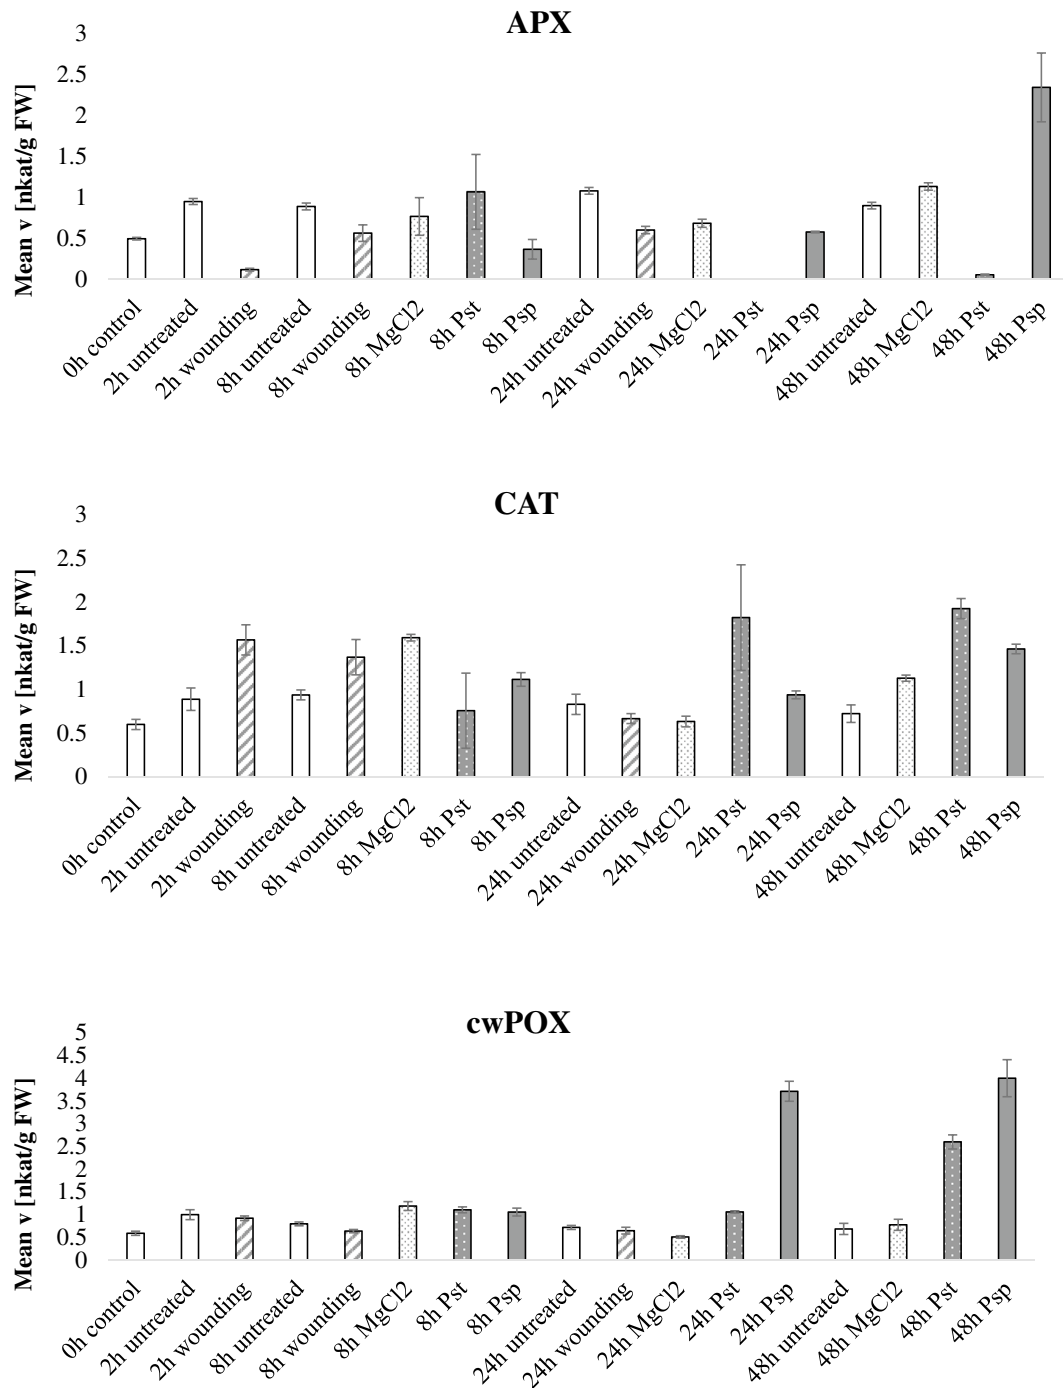 APX
Mean v [nkat/g FW]
3
2.5
2
1.5
1
0.5
0
0h control
2h untreated
2h wounding
8h untreated
8h wounding
8h MgCl2
8h Pst
8h Psp
24h untreated
24h wounding
24h MgCl2
24h Pst
24h Psp
48h untreated
48h MgCl2
48h Pst
48h Psp
CAT
Mean v [nkat/g FW]
3
2.5
2
1.5
1
0.5
0
0h control
2h untreated
2h wounding
8h untreated
8h wounding
8h MgCl2
8h Pst
8h Psp
24h untreated
24h wounding
24h MgCl2
24h Pst
24h Psp
48h untreated
48h MgCl2
48h Pst
48h Psp
cwPOX
Mean v [nkat/g FW]
5
4.5
4
3.5
3
2.5
2
1.5
1
0.5
0
0h control
2h untreated
2h wounding
8h untreated
8h wounding
8h MgCl2
8h Pst
8h Psp
24h untreated
24h wounding
24h MgCl2
24h Pst
24h Psp
48h untreated
48h MgCl2
48h Pst
48h Psp